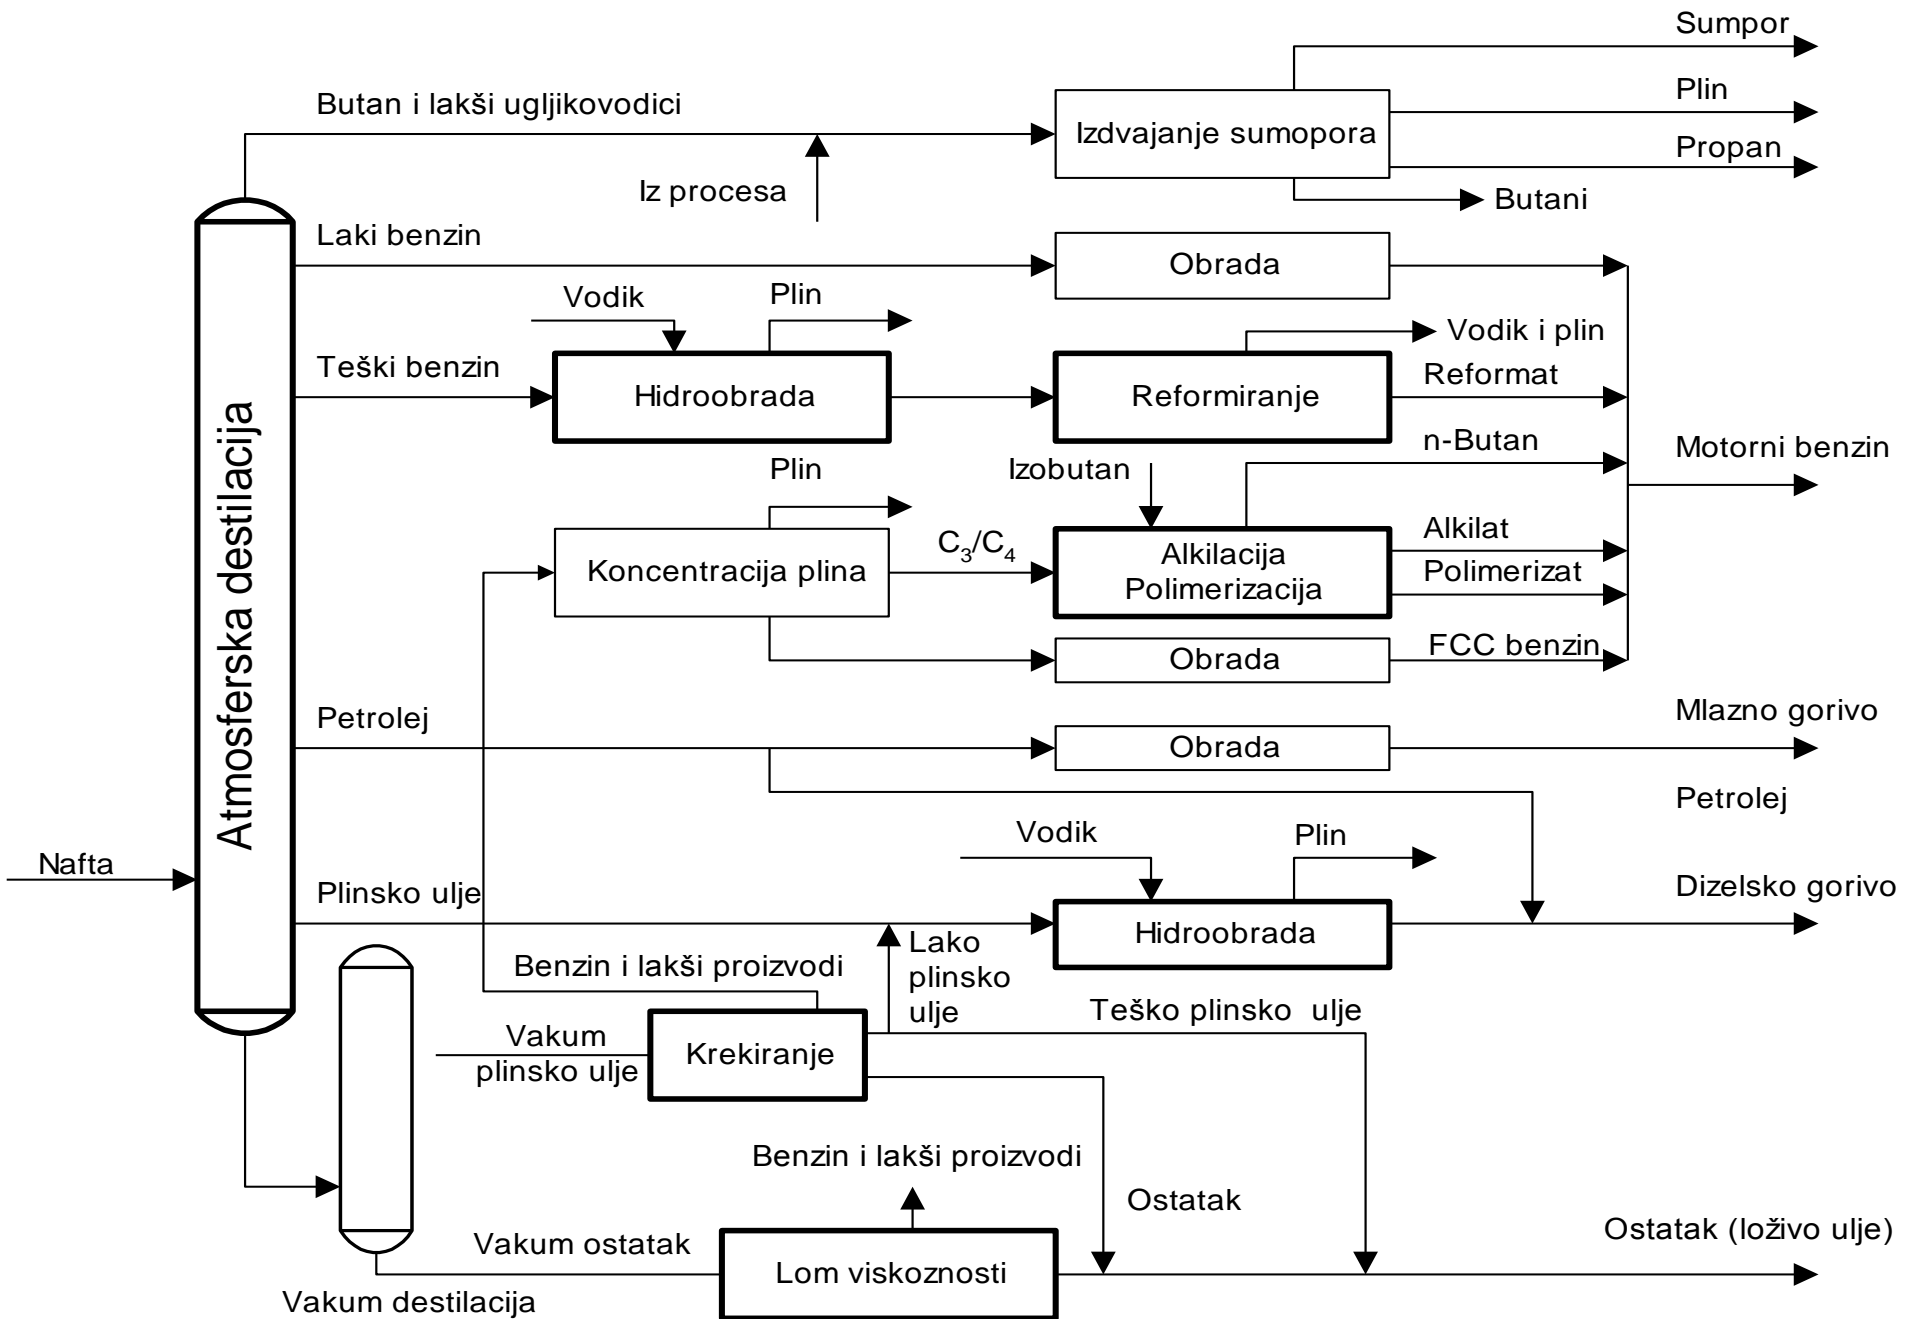 Sumpor
Butan i lakši ugljikovodici
Plin
Izdvajanje sumopora
Propan
Iz procesa
Butani
Laki benzin
Obrada
Vodik
Plin
Vodik i plin
Teški benzin
Hidroobrada
Reformiranje
Reformat
n-Butan
Motorni benzin
Plin
Izobutan
Atmosferska destilacija
Alkilat
C3/C4
Koncentracija plina
Alkilacija
Polimerizacija
Polimerizat
Obrada
FCC benzin
Petrolej
Mlazno gorivo
Obrada
Petrolej
Vodik
Plin
Nafta
Plinsko ulje
Dizelsko gorivo
Hidroobrada
Lako
plinsko
ulje
Benzin i lakši proizvodi
Teško plinsko ulje
Vakum
plinsko ulje
Krekiranje
Benzin i lakši proizvodi
Ostatak
Ostatak (loživo ulje)
Vakum ostatak
Lom viskoznosti
Vakum destilacija